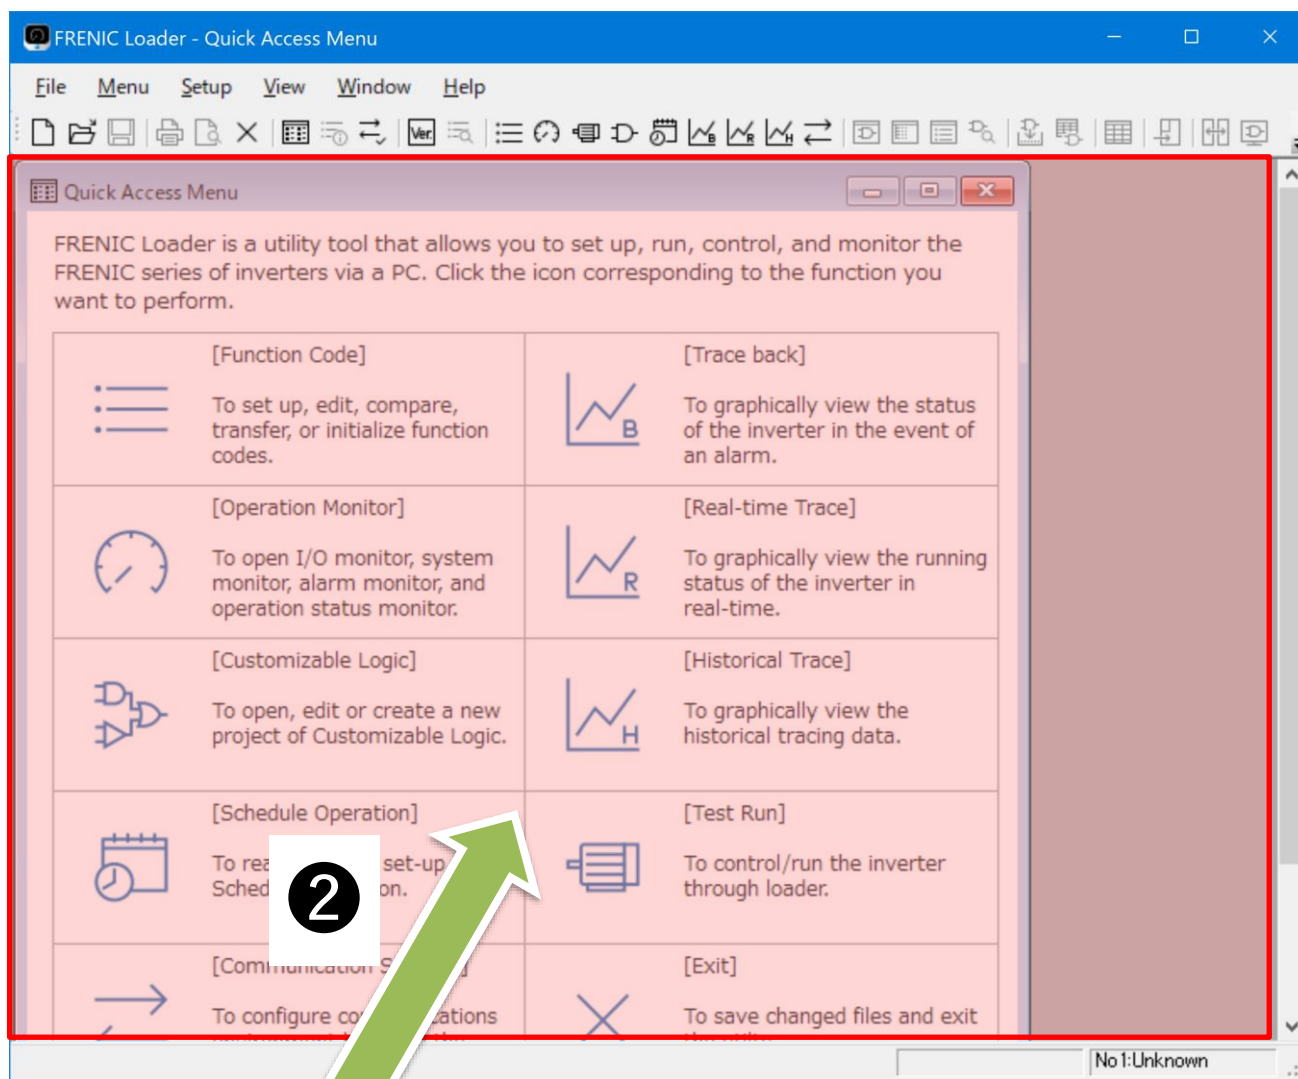 FRENIC Loader - Quick Access Menu
File Menu Setup View Window Help
Ver.
B
R
H
Quick Access Menu
FRENIC Loader is a utility tool that allows you to set up, run, control, and monitor the
FRENIC series of inverters via a PC. Click the icon corresponding to the function you
want to perform.
[Function Code]
To set up, edit, compare,
transfer, or initialize function
codes.
[Trace back]
B
To graphically view the status
of the inverter in the event of
an alarm.
[Operation Monitor]
To open I/O monitor, system
monitor, alarm monitor, and
operation status monitor.
[Real-time Trace]
R
To graphically view the running
status of the inverter in
real-time.
[Customizable Logic]
To open, edit or create a new
project of Customizable Logic.
[Historical Trace]
H
To graphically view the
historical tracing data.
[Schedule Operation]
To set-up
❷
[Test Run]
To control/run the inverter
through loader.
[Communication
To configure
[Exit]
To save changed files and exit
No1:Unknown